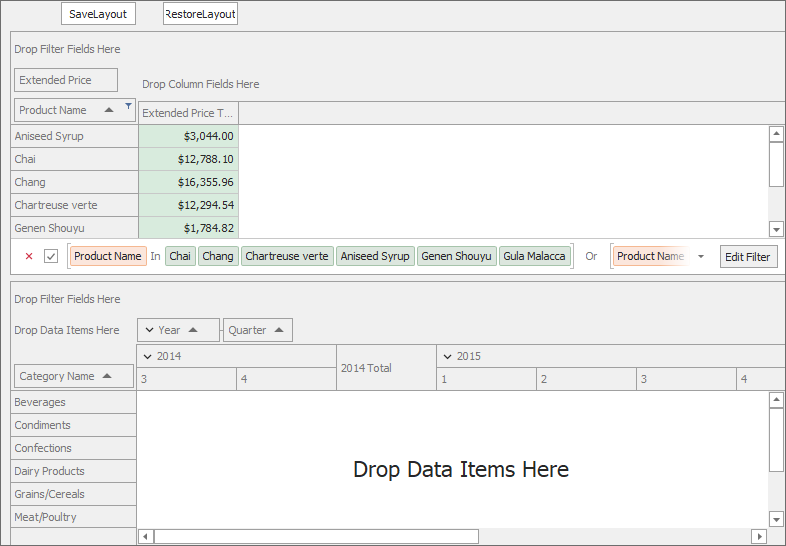 SaveLayout RestoreLayout
Drop Filter Fields Here
Extended Price Drop Column Fields Here
Product Name Extended Price T...
Aniseed Syrup $3,044.00
Chai $12,788.10
Chang $16,355.96
Chartreuse verte $12,294.54
Genen Shouyu $1,784.82
Product Name In Chai Chang Chartreuse verte Aniseed Syrup Genen Shouyu Gula Malacca Or Product Name Edit Filter
Drop Filter Fields Here
Drop Data Items Here Year Quarter
2014 2014 Total 2015
Category Name 3 4 1 2 3 4
Beverages
Condiments
Confections
Drop Data Items Here
Dairy Products
Grains/Cereals
Meat/Poultry